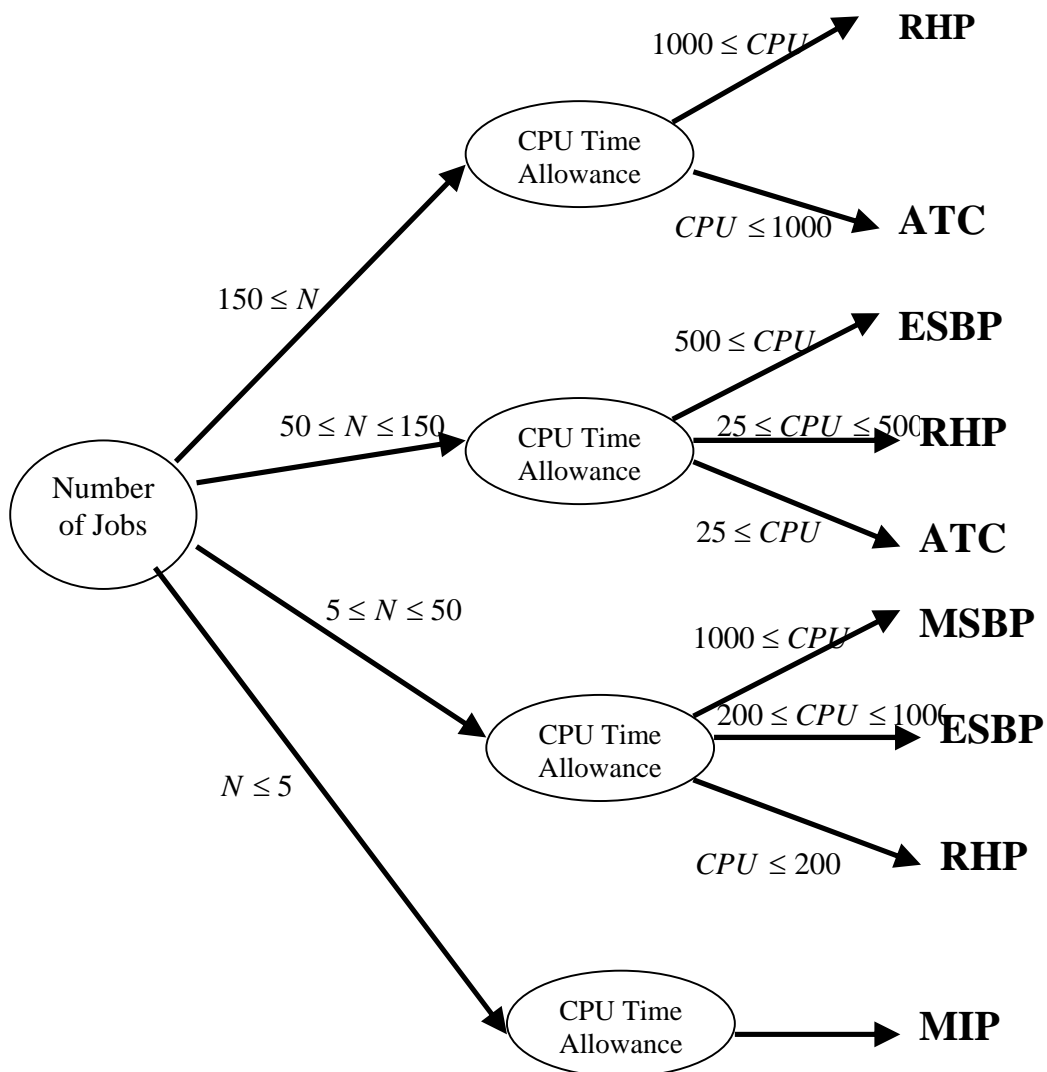 1000 ≤ CPU
RHP
CPU Time
Allowance
CPU ≤ 1000
ATC
150 ≤ N
500 ≤ CPU
ESBP
50 ≤ N ≤ 150
CPU Time
Allowance
25 ≤ CPU ≤ 500
RHP
25 ≤ CPU
ATC
Number
of Jobs
5 ≤ N ≤ 50
1000 ≤ CPU
MSBP
CPU Time
Allowance
200 ≤ CPU ≤ 1000
ESBP
CPU ≤ 200
RHP
N ≤ 5
CPU Time
Allowance
MIP